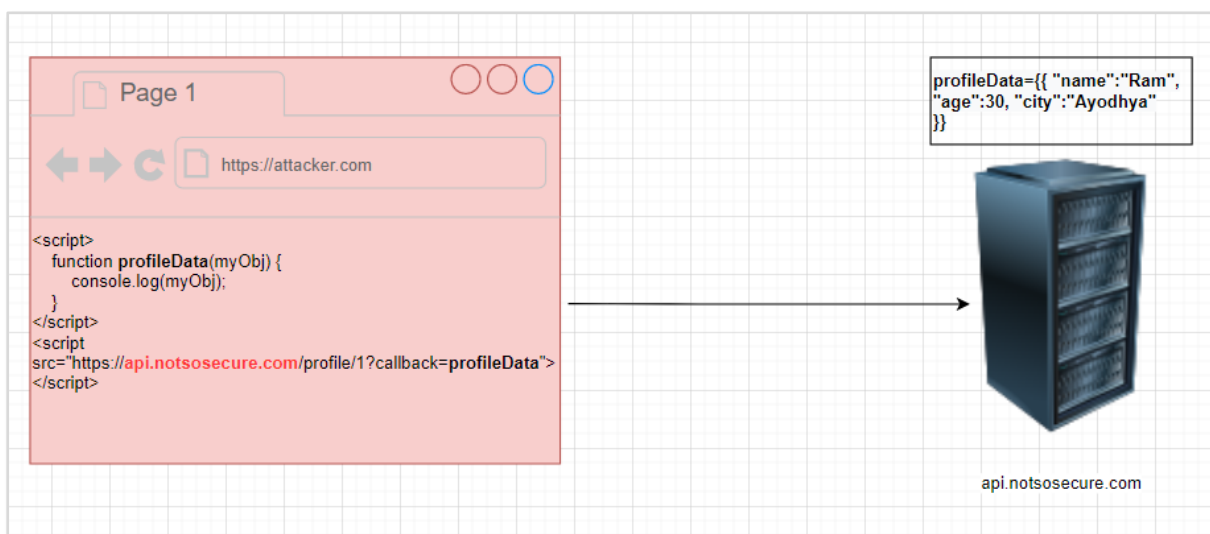 Page 1
https://attacker.com
<script>
function profileData(myObj) {
console.log(myObj);
}
</script>
<script
src="https://api.notsosecure.com/profile/1?callback=profileData">
</script>
profileData={{ "name":"Ram",
"age":30, "city":"Ayodhya"
}}
api.notsosecure.com